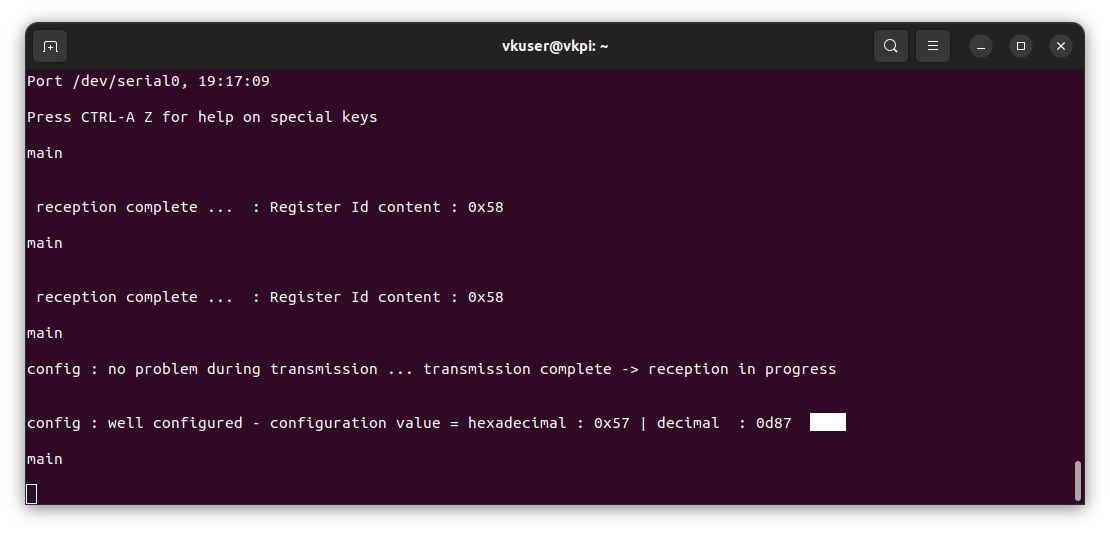 vkuser@vkpi: ~
Port /dev/serial0, 19:17:09
Press CTRL-A Z for help on special keys
main
reception complete ...  : Register Id content : 0x58
main
reception complete ...  : Register Id content : 0x58
main
config : no problem during transmission ... transmission complete -> reception in progress
config : well configured - configuration value = hexadecimal : 0x57 | decimal  : 0d87
main